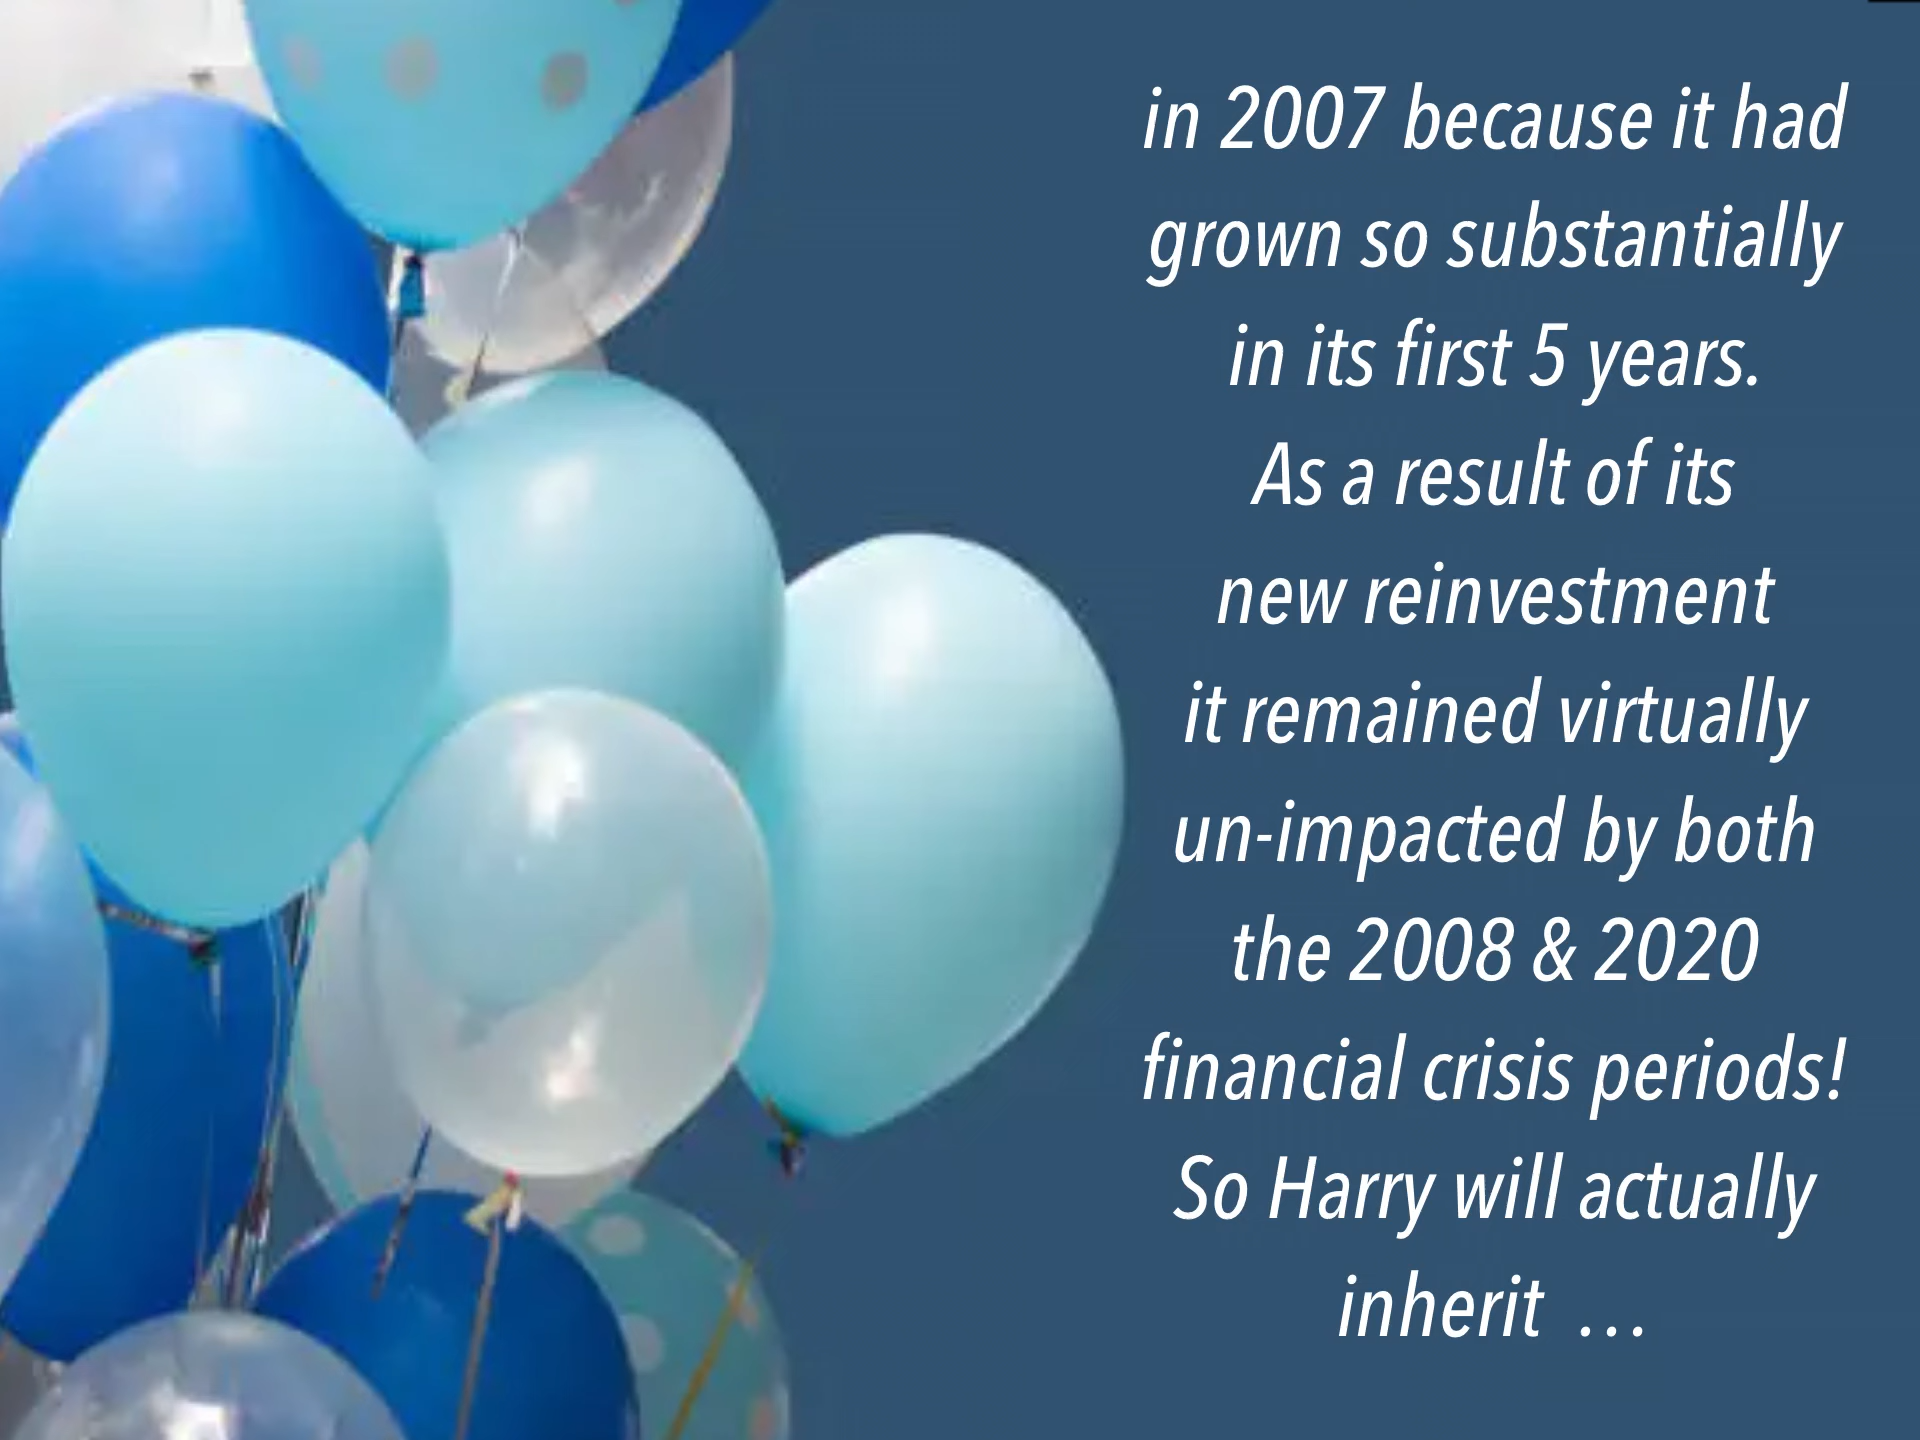 in 2007 because it had
grown so substantially
in its first 5 years.
As a result of its
new reinvestment
it remained virtually
un-impacted by both
the 2008 & 2020
financial crisis periods!
So Harry will actually
inherit …